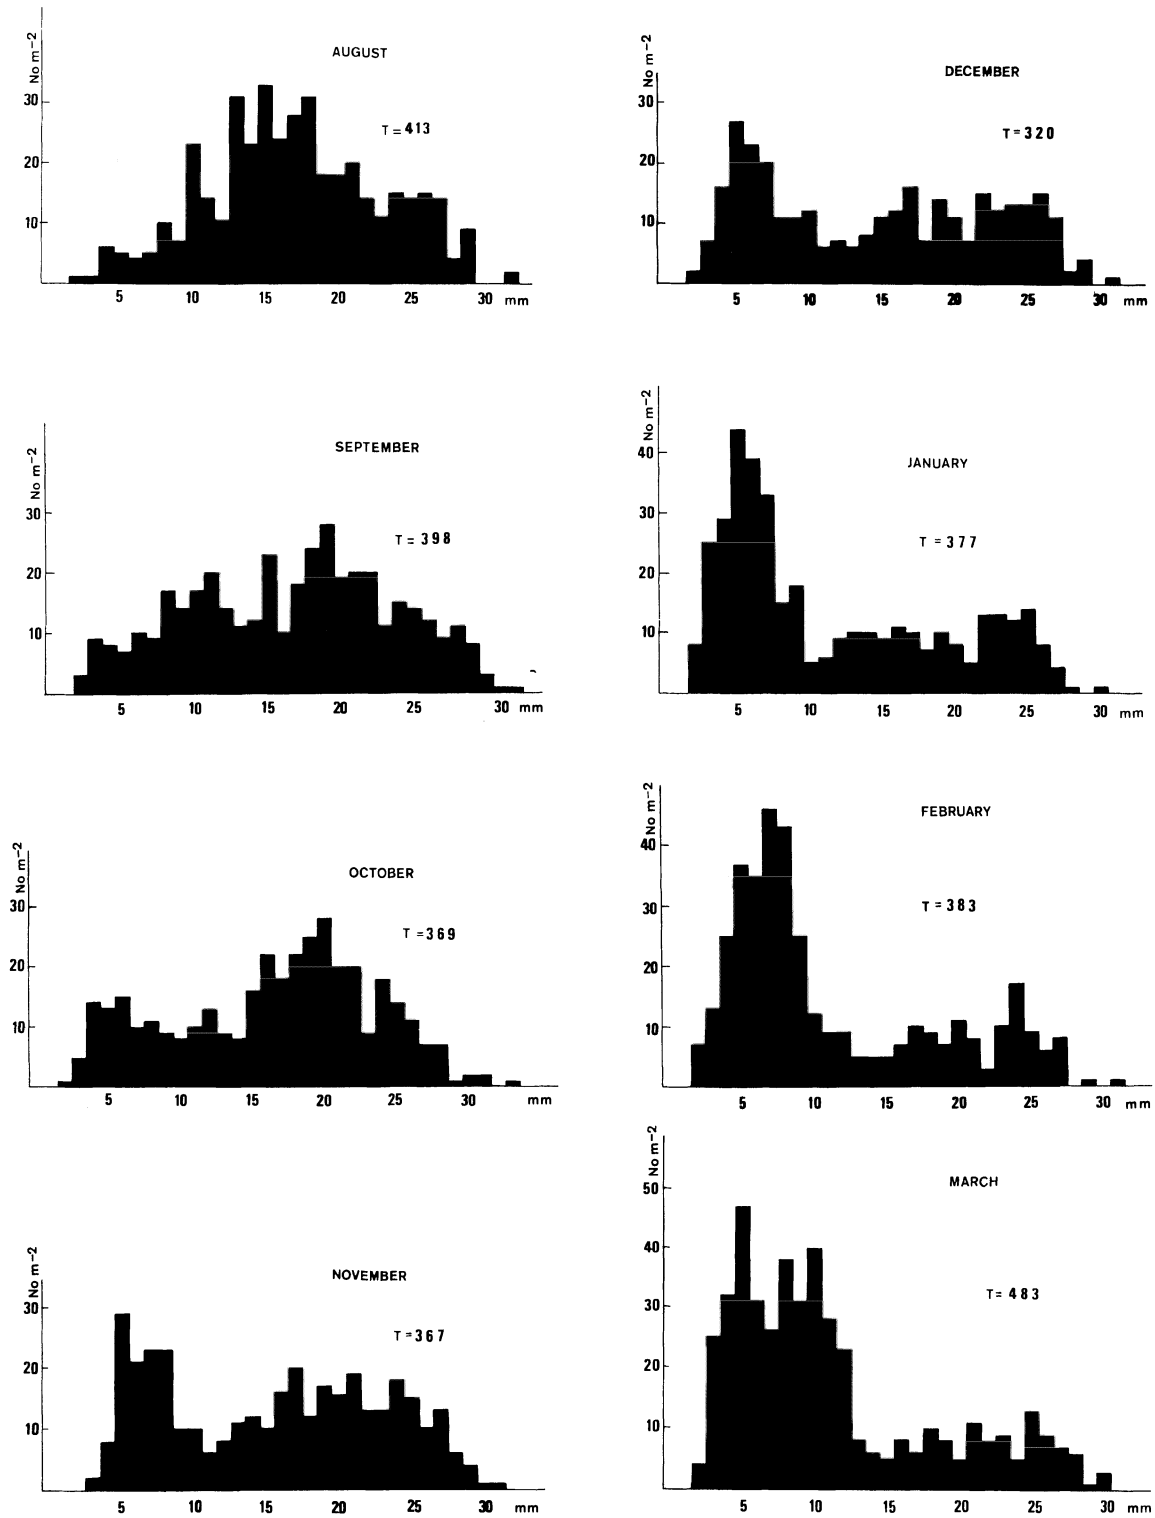 No m-2
AUGUST
T = 413
30
20
10
5 10 15 20 25 30 mm
No m-2
SEPTEMBER
T = 398
30
20
10
5 10 15 20 25 30 mm
No m-2
OCTOBER
T = 369
30
20
10
5 10 15 20 25 30 mm
No m-2
NOVEMBER
T = 367
30
20
10
5 10 15 20 25 30 mm
No m-2
DECEMBER
T = 320
30
20
10
5 10 15 20 25 30 mm
No m-2
JANUARY
T = 377
40
30
20
10
5 10 15 20 25 30 mm
No m-2
FEBRUARY
T = 383
40
30
20
10
5 10 15 20 25 30 mm
No m-2
MARCH
T = 483
50
40
30
20
10
5 10 15 20 25 30 mm